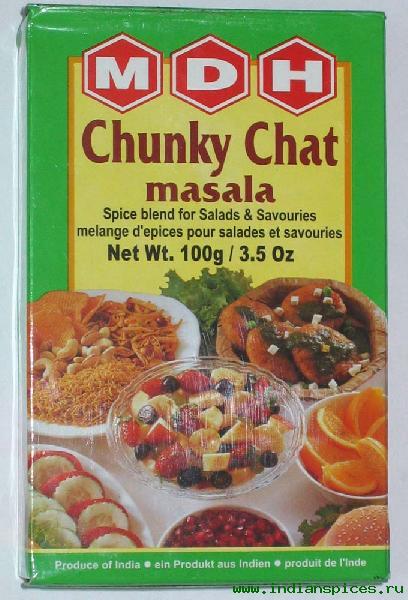 MDH
Chunky Chat
masala
Spice blend for Salads & Savouries
melange d'epices pour salades et savouries
Net Wt. 100g / 3.5 Oz
Produce of India • ein Produkt aus Indien • produit de l'Inde
www.indianspices.ru